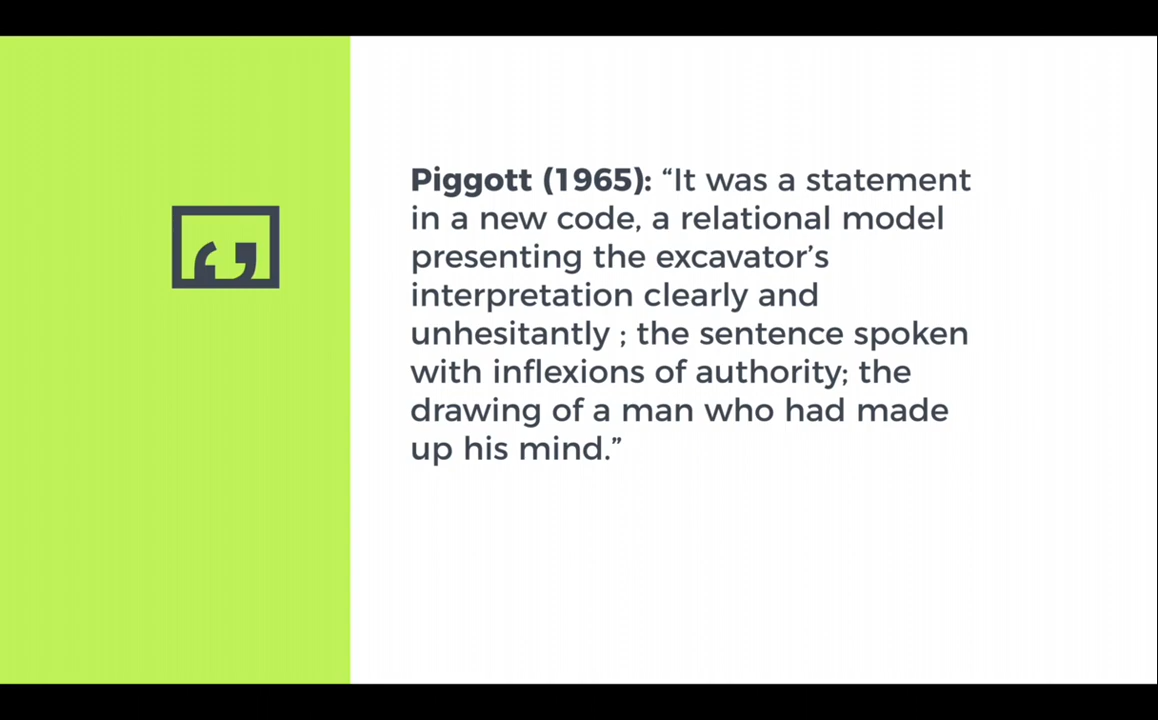 Piggott (1965): “It was a statement
in a new code, a relational model
presenting the excavator’s
interpretation clearly and
unhesitantly ; the sentence spoken
with inflexions of authority; the
drawing of a man who had made
up his mind.”